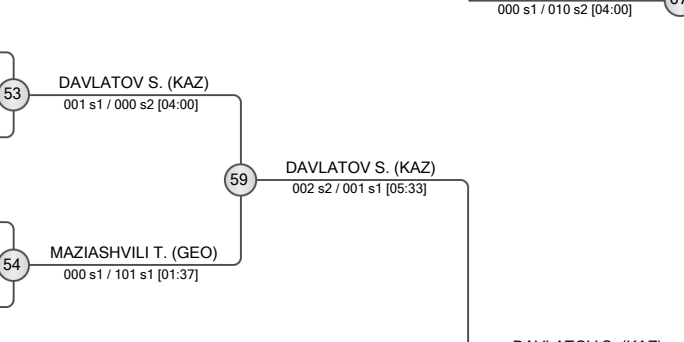 000 s1 / 010 s2 [04:00]
53
DAVLATOV S. (KAZ)
001 s1 / 000 s2 [04:00]
59
DAVLATOV S. (KAZ)
002 s2 / 001 s1 [05:33]
54
MAZIASHVILI T. (GEO)
000 s1 / 101 s1 [01:37]